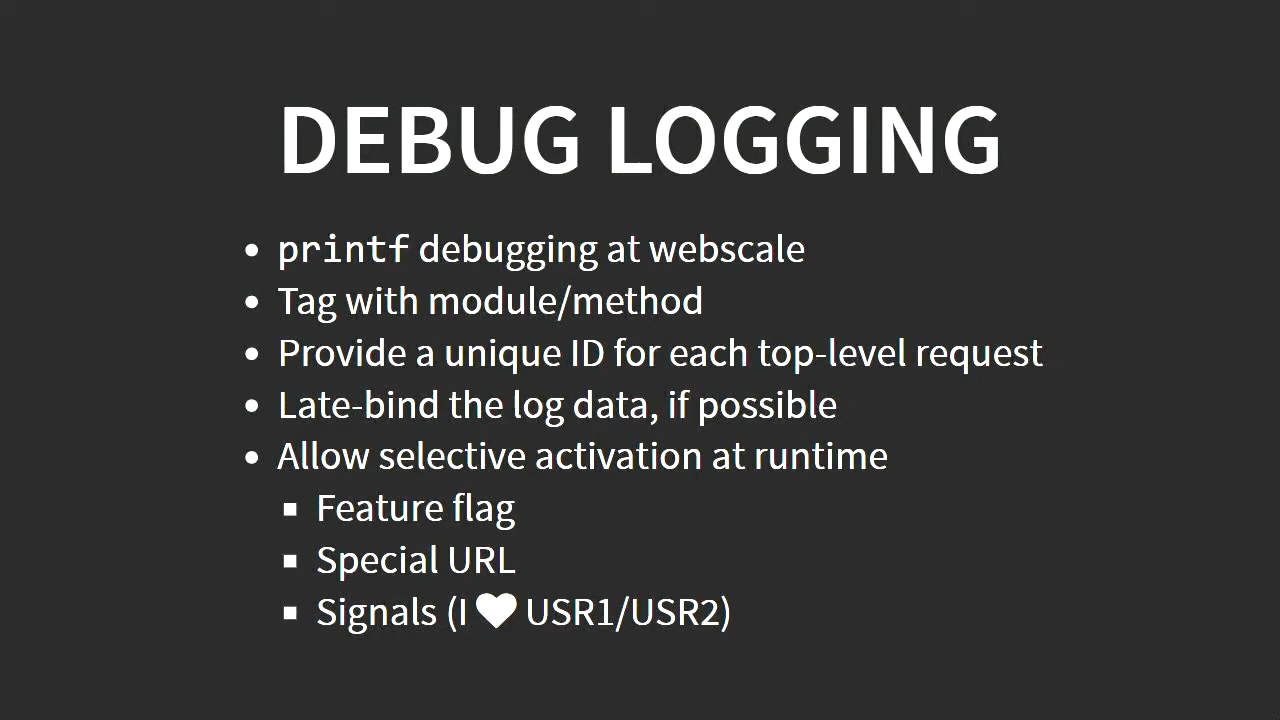 DEBUG LOGGING
printf debugging at webscale
Tag with module/method
Provide a unique ID for each top-level request
Late-bind the log data, if possible
Allow selective activation at runtime
Feature flag
Special URL
Signals (I ♥ USR1/USR2)